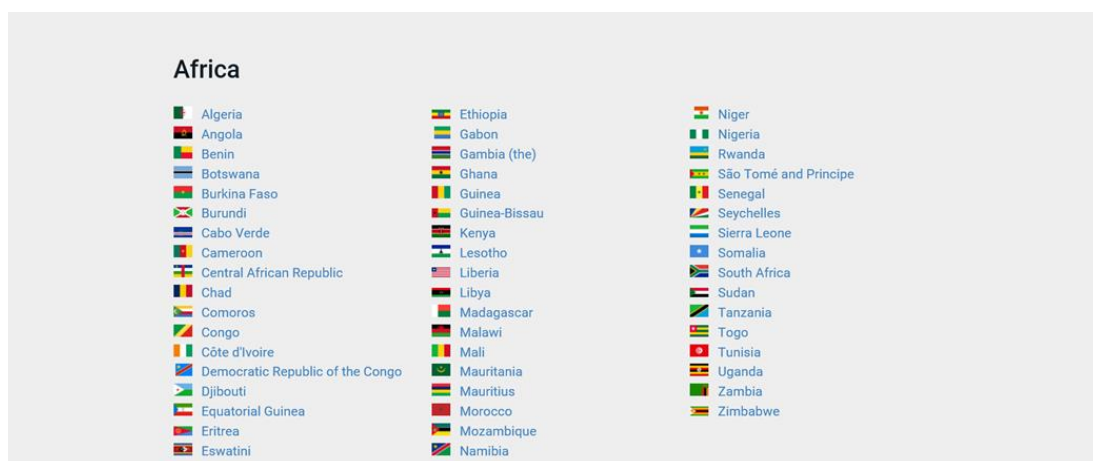 Africa
Algeria
Angola
Benin
Botswana
Burkina Faso
Burundi
Cabo Verde
Cameroon
Central African Republic
Chad
Comoros
Congo
Côte d'Ivoire
Democratic Republic of the Congo
Djibouti
Equatorial Guinea
Eritrea
Eswatini
Ethiopia
Gabon
Gambia (the)
Ghana
Guinea
Guinea-Bissau
Kenya
Lesotho
Liberia
Libya
Madagascar
Malawi
Mali
Mauritania
Mauritius
Morocco
Mozambique
Namibia
Niger
Nigeria
Rwanda
São Tomé and Principe
Senegal
Seychelles
Sierra Leone
Somalia
South Africa
Sudan
Tanzania
Togo
Tunisia
Uganda
Zambia
Zimbabwe